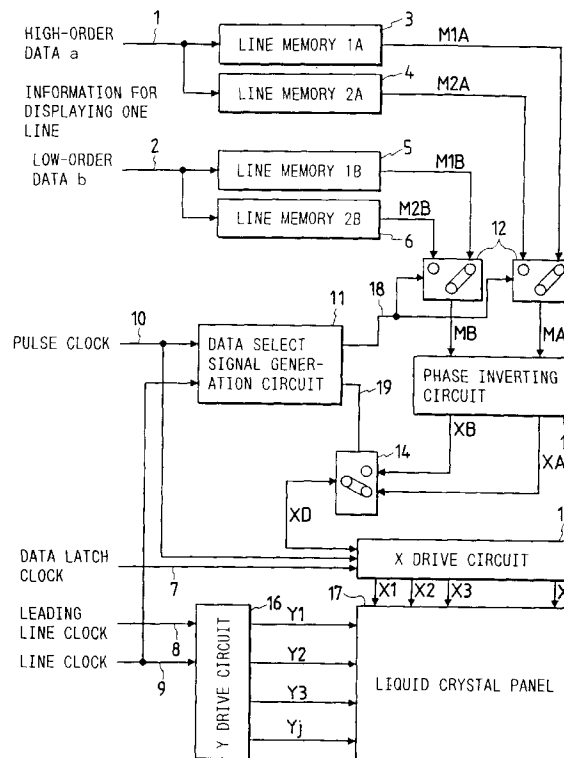 HIGH-ORDER
DATA a
1
3
LINE MEMORY 1A
M1A
4
LINE MEMORY 2A
M2A
INFORMATION FOR
DISPLAYING ONE
LINE
LOW-ORDER
DATA b
2
5
LINE MEMORY 1B
M1B
LINE MEMORY 2B
M2B
6
12
11
18
10
PULSE CLOCK
DATA SELECT
SIGNAL GENER-
ATION CIRCUIT
MB
MA
19
PHASE INVERTING
CIRCUIT
XB
XA
14
XD
X DRIVE CIRCUIT
DATA LATCH
CLOCK
7
X1
X2
X3
X
16
17
LEADING
LINE CLOCK
8
LINE CLOCK
9
Y DRIVE CIRCUIT
Y1
Y2
Y3
Yj
LIQUID CRYSTAL PANEL